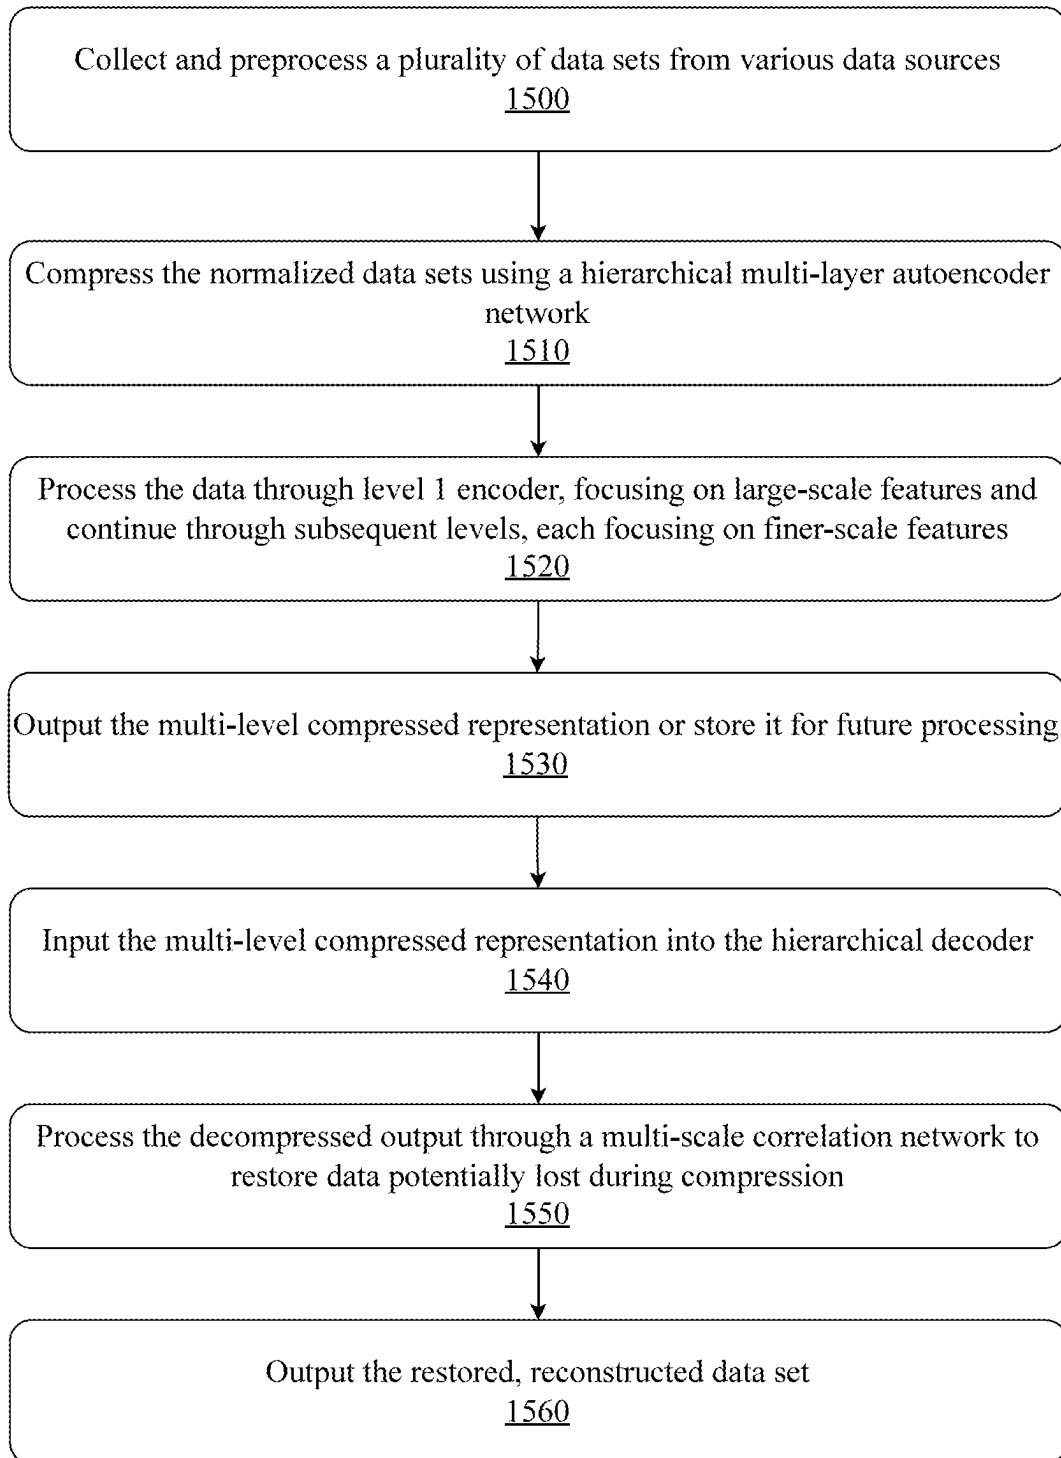 Collect and preprocess a plurality of data sets from various data sources
1500
Compress the normalized data sets using a hierarchical multi-layer autoencoder
network
1510
Process the data through level 1 encoder, focusing on large-scale features and
continue through subsequent levels, each focusing on finer-scale features
1520
Output the multi-level compressed representation or store it for future processing
1530
Input the multi-level compressed representation into the hierarchical decoder
1540
Process the decompressed output through a multi-scale correlation network to
restore data potentially lost during compression
1550
Output the restored, reconstructed data set
1560